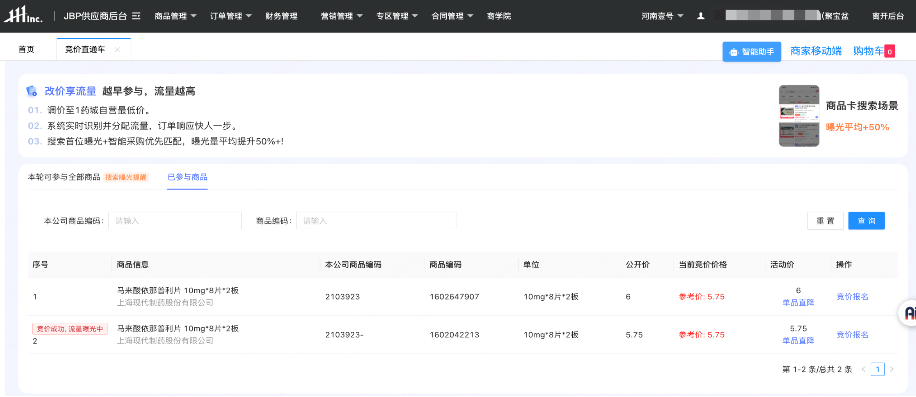 Inc. JBP供应商后台 商品管理 订单管理 财务管理 营销管理 专区管理 合同管理 商学院 河南壹号 (聚宝盆 离开后台
首页 竞价直通车 智能助手 商家移动端 购物车 0
改价享流量 越早参与，流量越高
01. 调价至1药城自营最低价。
02. 系统实时识别并分配流量，订单响应快人一步。
03. 搜索首位曝光+智能采购优先匹配，曝光量平均提升50%+!
商品卡搜索场景
曝光平均+50%
本轮可参与全部商品 搜索曝光提醒 已参与商品
本公司商品编码: 请输入 商品编码: 请输入 重 置 查 询
序号 商品信息 本公司商品编码 商品编码 单位 公开价 当前竞价价格 活动价 操作
1 马来酸依那普利片 10mg*8片*2板 2103923 1602647907 10mg*8片*2板 6 参考价: 5.75 6 竞价报名
上海现代制药股份有限公司 单品直降
竞价成功, 流量曝光中 马来酸依那普利片 10mg*8片*2板 5.75
2 上海现代制药股份有限公司 2103923- 1602042213 10mg*8片*2板 5.75 参考价: 5.75 单品直降 竞价报名
第 1-2 条/总共 2 条 < 1 >
Ai